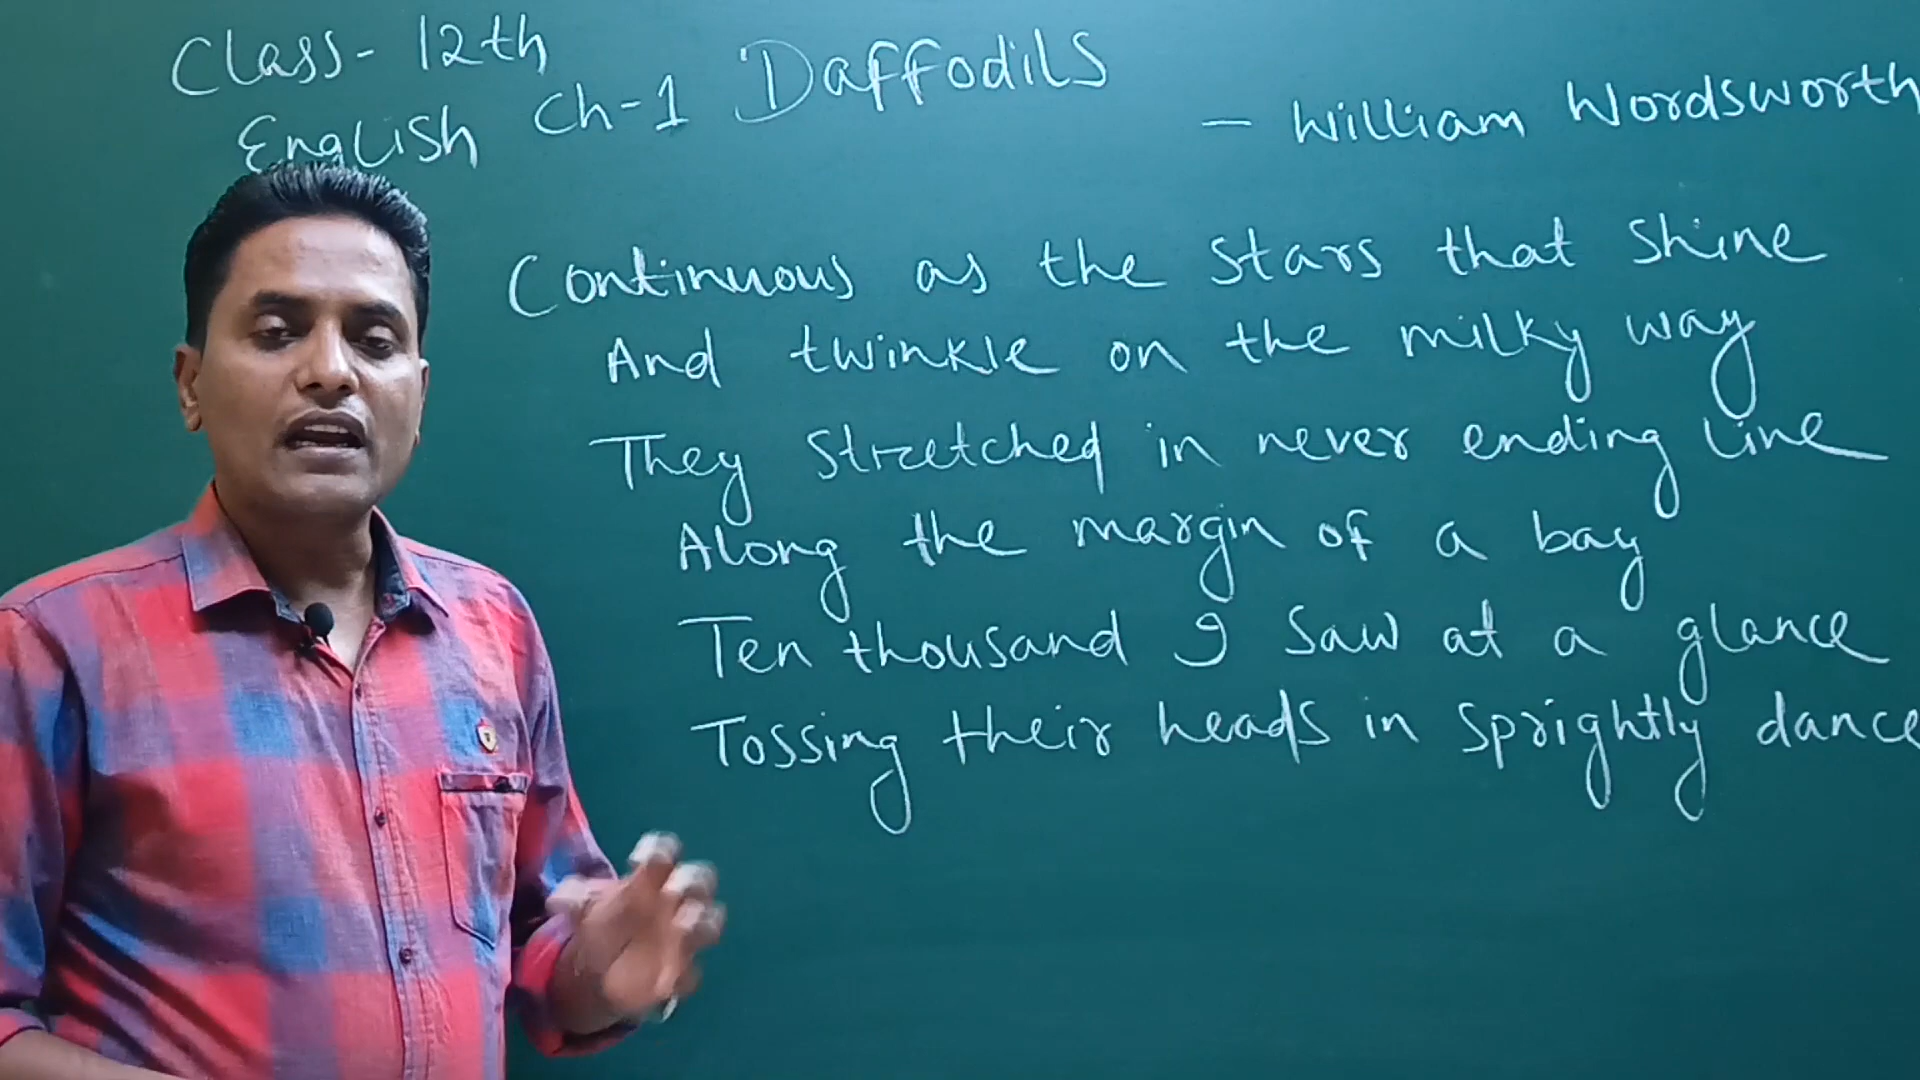 Class- 12th
English Ch-1 Daffodils
- William Wordsworth
Continuous as the stars that shine
And twinkle on the milky way
They stretched in never ending line
Along the margin of a bay
Ten thousand I saw at a glance
Tossing their heads in sprightly dance